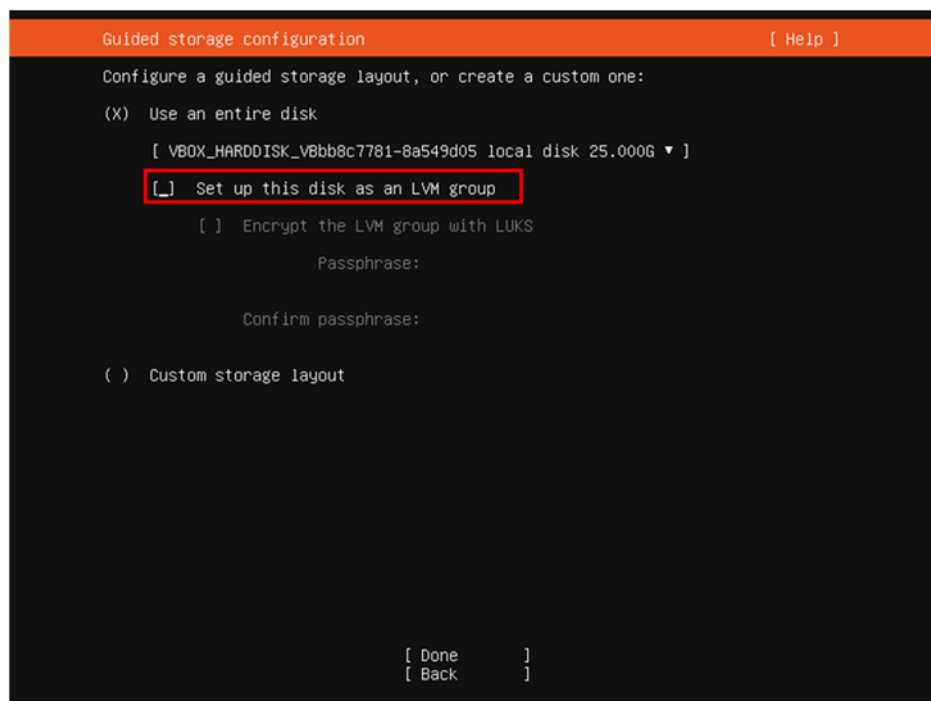 Guided storage configuration [ Help ]
Configure a guided storage layout, or create a custom one:
(X) Use an entire disk
[ VBOX_HARDDISK_VBbb8c7781-8a549d05 local disk 25.000G ▾ ]
[_] Set up this disk as an LVM group
[ ] Encrypt the LVM group with LUKS
Passphrase:
Confirm passphrase:
( ) Custom storage layout
[ Done ]
[ Back ]